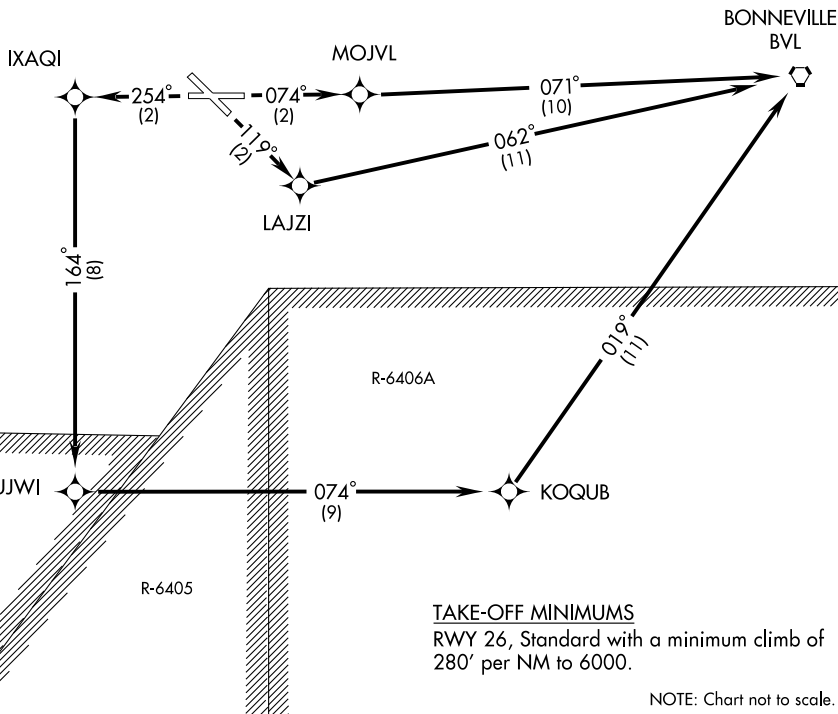 BONNEVILLE
BVL
IXAQI
MOJVL
254°
(2)
074°
(2)
071°
(10)
119°
(2)
062°
(11)
LAJZI
164°
(8)
019°
(11)
R-6406A
JJWI
074°
(9)
KOQUB
R-6405
TAKE-OFF MINIMUMS
RWY 26, Standard with a minimum climb of
280' per NM to 6000.
NOTE: Chart not to scale.